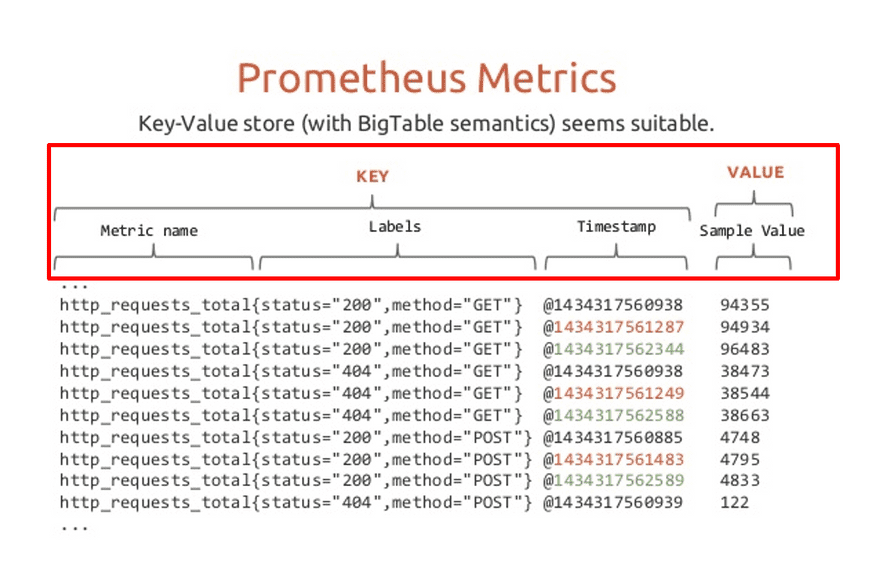 Prometheus Metrics
Key-Value store (with BigTable semantics) seems suitable.
KEY VALUE
Metric name Labels Timestamp Sample Value
...
http_requests_total{status="200",method="GET"} @1434317560938 94355
http_requests_total{status="200",method="GET"} @1434317561287 94934
http_requests_total{status="200",method="GET"} @1434317562344 96483
http_requests_total{status="404",method="GET"} @1434317560938 38473
http_requests_total{status="404",method="GET"} @1434317561249 38544
http_requests_total{status="404",method="GET"} @1434317562588 38663
http_requests_total{status="200",method="POST"} @1434317560885 4748
http_requests_total{status="200",method="POST"} @1434317561483 4795
http_requests_total{status="200",method="POST"} @1434317562589 4833
http_requests_total{status="404",method="POST"} @1434317560939 122
...